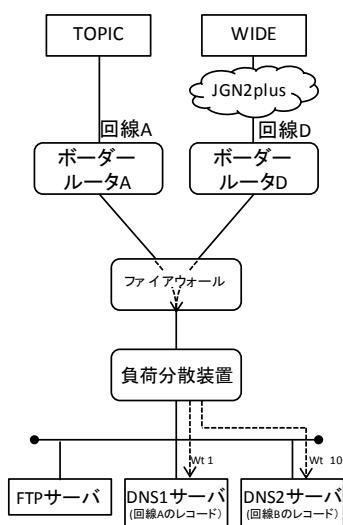 TOPIC
WIDE
JGN2plus
回線A
回線D
ボーダー
ルータA
ボーダー
ルータD
ファイアウォール
負荷分散装置
Wt 1
Wt 10
FTPサーバ
DNS1サーバ
(回線Aのレコード)
DNS2サーバ
(回線Bのレコード)